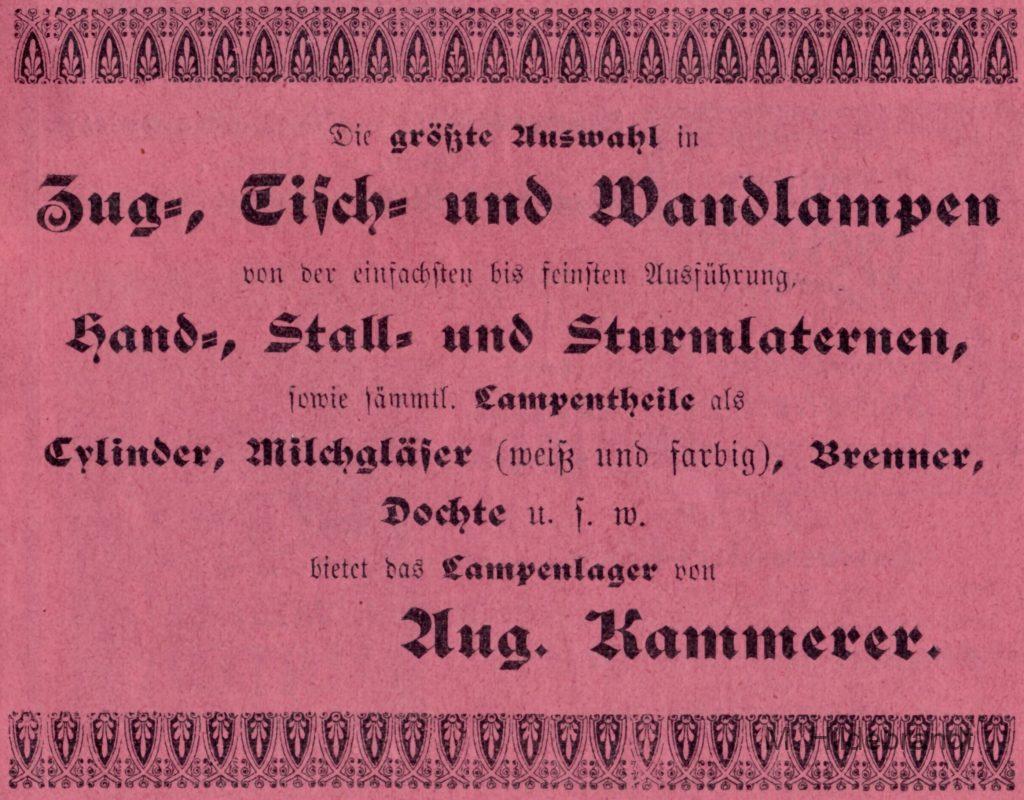 Die größte Auswahl in
Zug-, Tiſch- und Wandlampen
von der einfachſten bis feinſten Ausführung,
Hand-, Stall- und Sturmlaternen,
ſowie ſämmtl. Lampentheile als
Cylinder, Milchgläſer (weiß und farbig), Brenner,
Dochte u. ſ. w.
bietet das Lampenlager von
Aug. Kammerer.
M. Hildebrandt